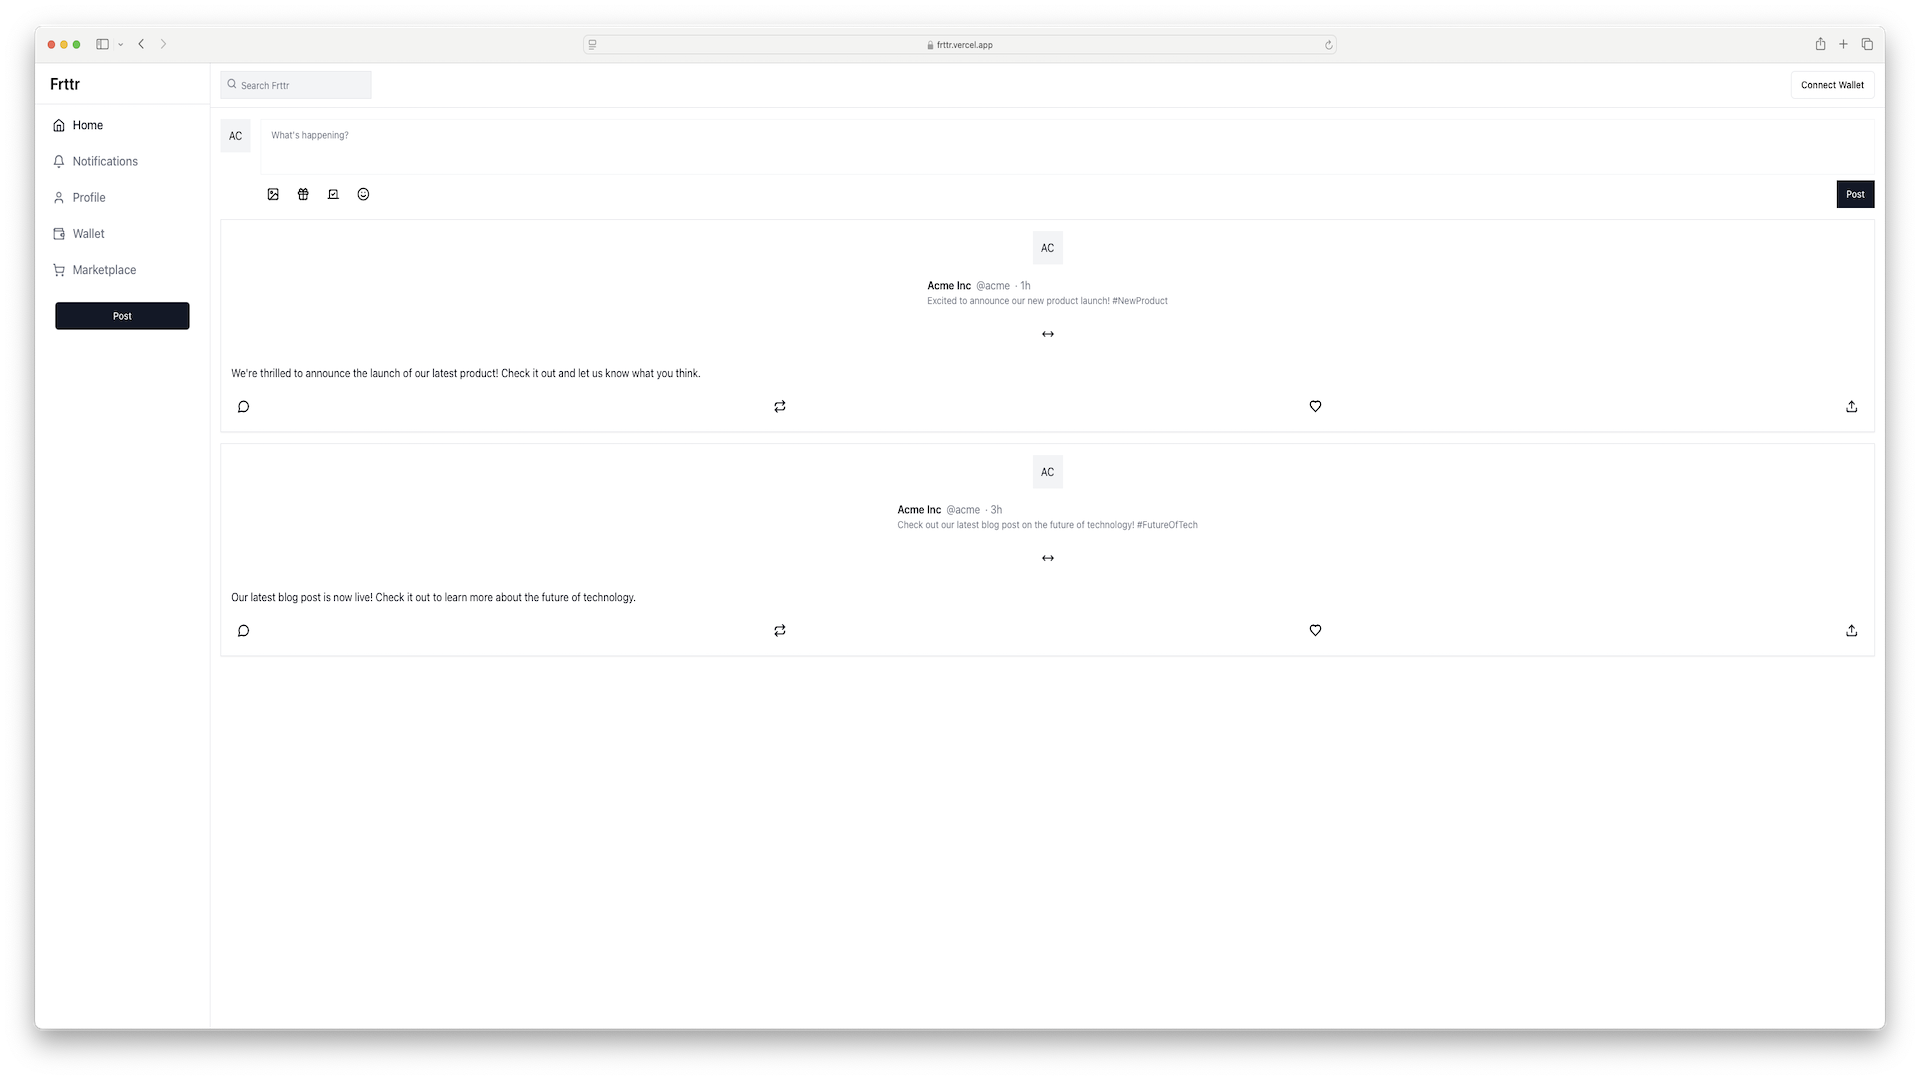 frttr.vercel.app
Frttr
Search Frttr
Connect Wallet
Home
Notifications
Profile
Wallet
Marketplace
Post
AC
What's happening?
Post
AC
Acme Inc @acme · 1h
Excited to announce our new product launch! #NewProduct
We're thrilled to announce the launch of our latest product! Check it out and let us know what you think.
AC
Acme Inc @acme · 3h
Check out our latest blog post on the future of technology! #FutureOfTech
Our latest blog post is now live! Check it out to learn more about the future of technology.